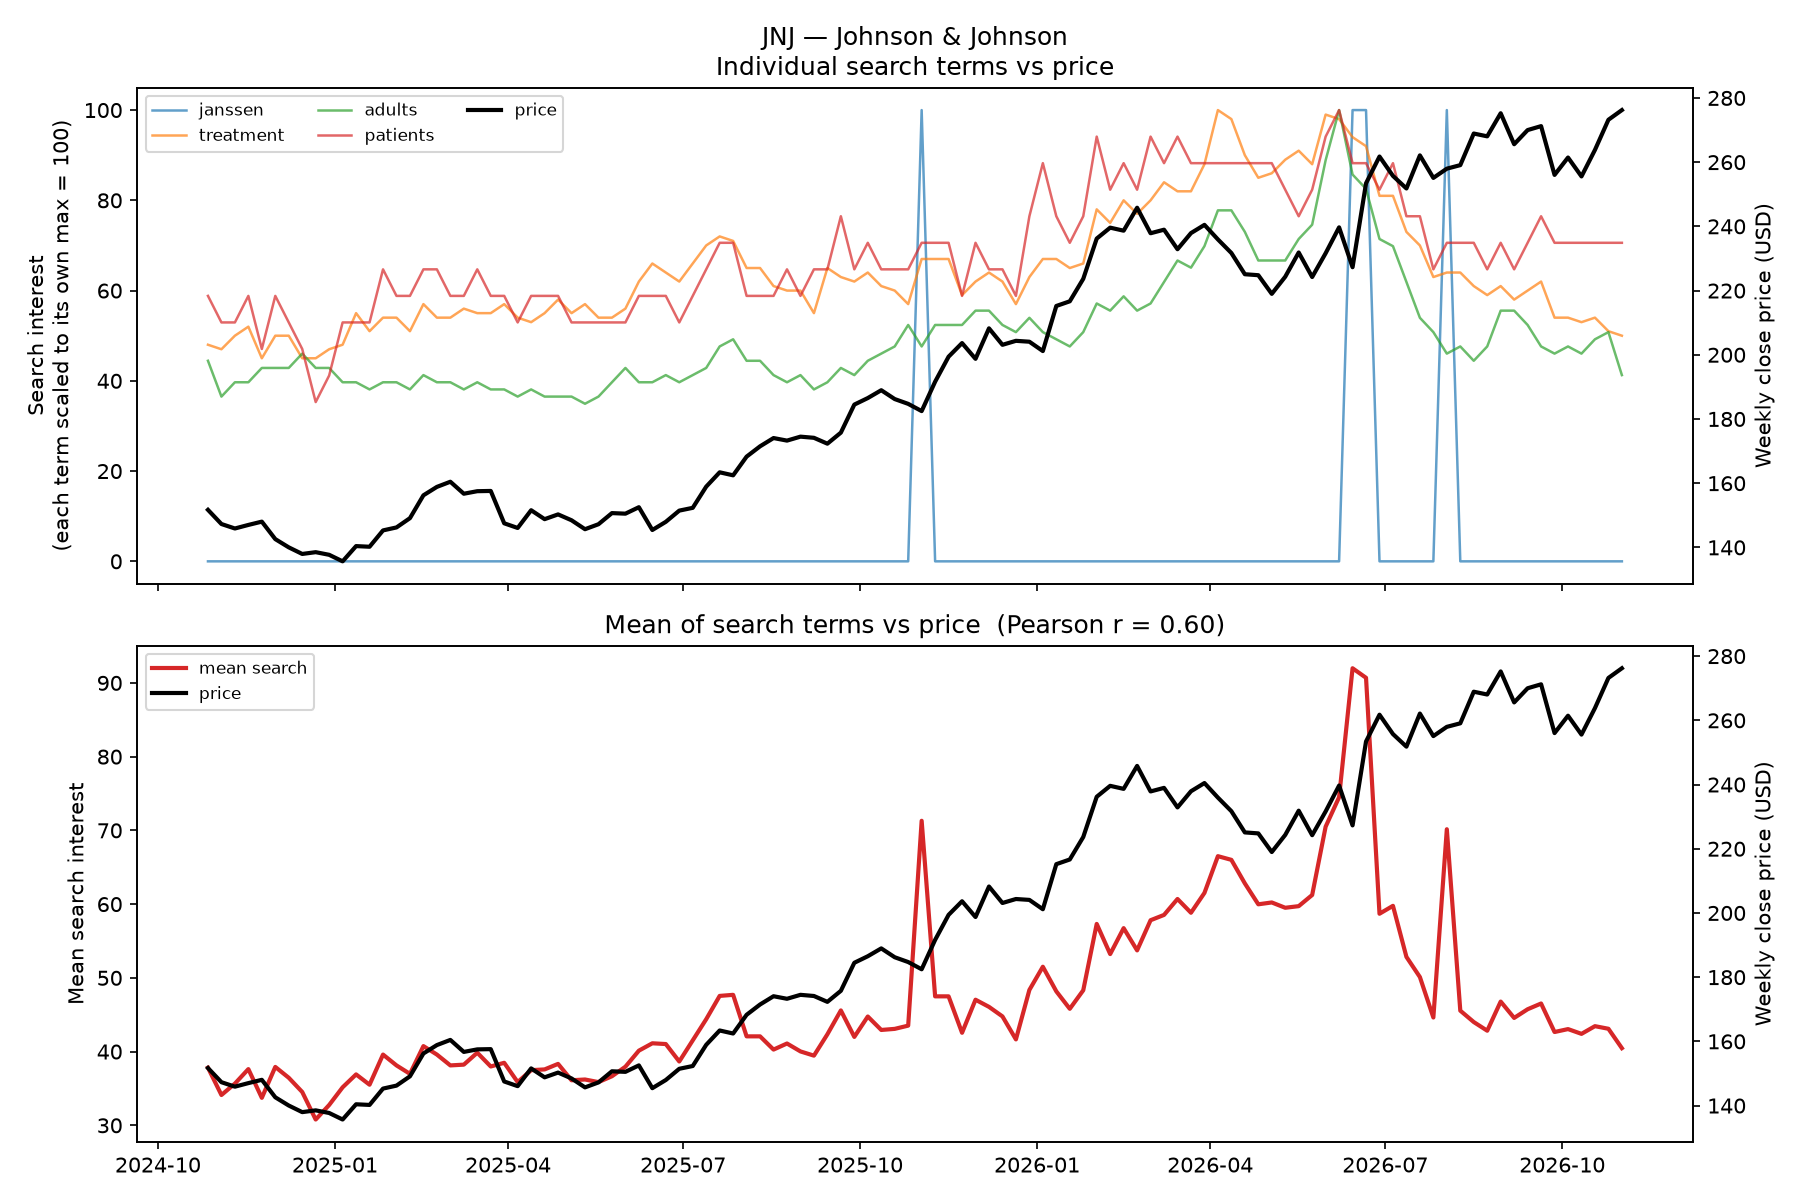 JNJ — Johnson & Johnson
Individual search terms vs price
janssen
treatment
adults
patients
price
Search interest
(each term scaled to its own max = 100)
100
80
60
40
20
0
280
260
240
220
200
180
160
140
Weekly close price (USD)
Mean of search terms vs price  (Pearson r = 0.60)
mean search
price
Mean search interest
90
80
70
60
50
40
30
280
260
240
220
200
180
160
140
Weekly close price (USD)
2024-10
2025-01
2025-04
2025-07
2025-10
2026-01
2026-04
2026-07
2026-10